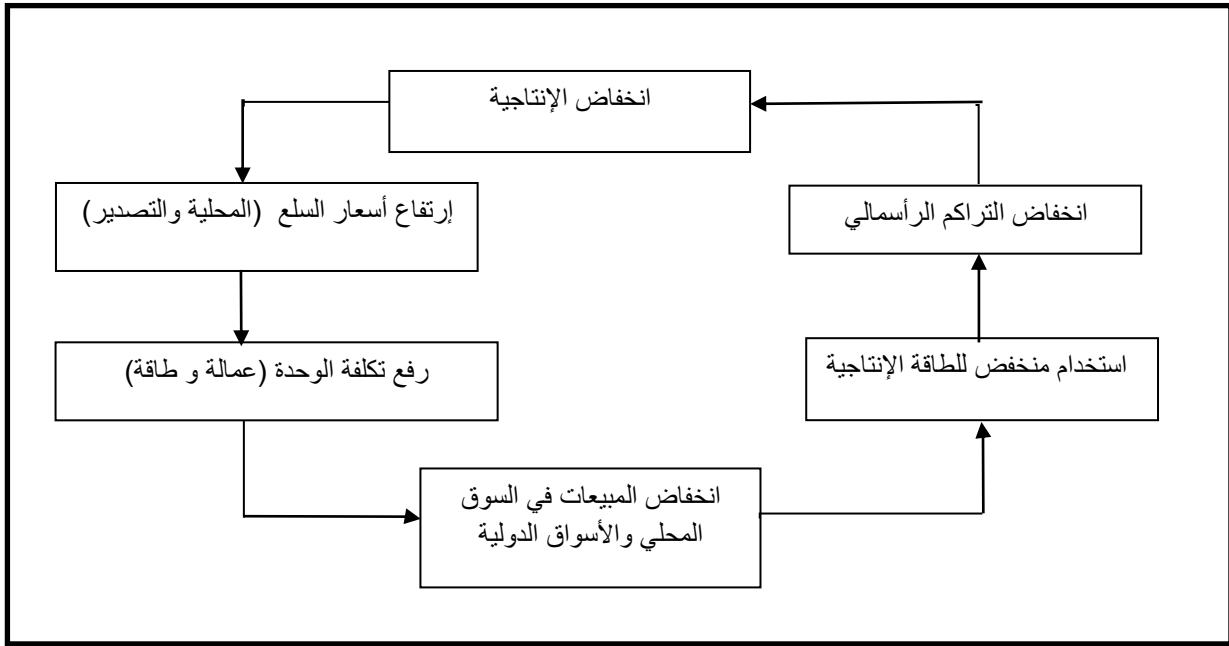 انخفاض الإنتاجية
إرتفاع أسعار السلع (المحلية والتصدير)
انخفاض التراكم الرأسمالي
رفع تكلفة الوحدة (عمالة و طاقة)
استخدام منخفض للطاقة الإنتاجية
انخفاض المبيعات في السوق
المحلي والأسواق الدولية